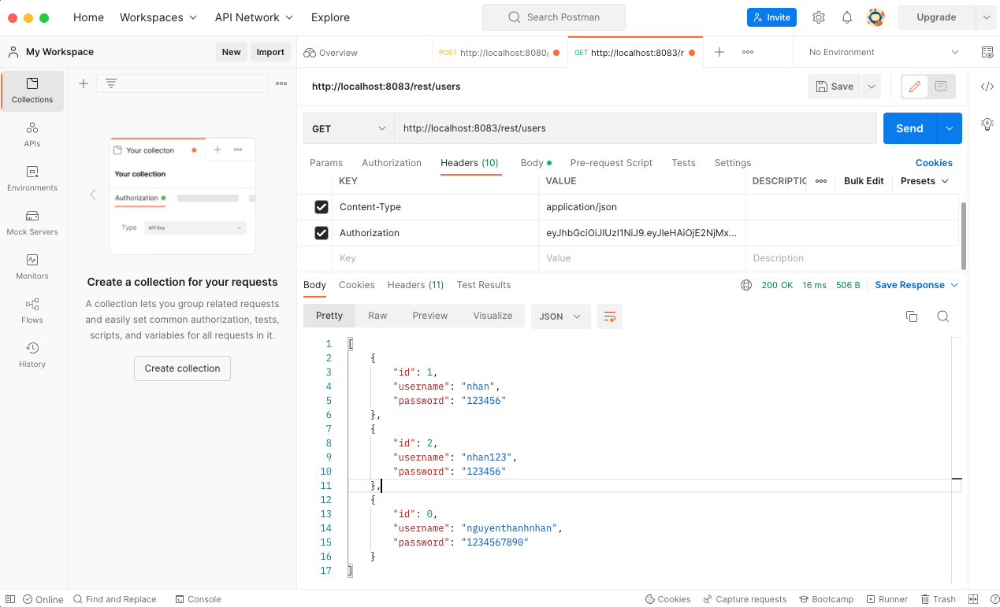 Home Workspaces API Network Explore Search Postman Invite Upgrade
My Workspace New Import Overview POST http://localhost:8080/ GET http://localhost:8083/r No Environment
Collections
APIs
Environments
Mock Servers
Monitors
Flows
History
Your collecton
Your collection
Authorization
Type API Key
Create a collection for your requests
A collection lets you group related requests
and easily set common authorization, tests,
scripts, and variables for all requests in it.
Create collection
http://localhost:8083/rest/users Save
GET http://localhost:8083/rest/users Send
Params Authorization Headers (10) Body Pre-request Script Tests Settings Cookies
KEY VALUE DESCRIPTIC Bulk Edit Presets
Content-Type application/json
Authorization eyJhbGciOiJIUzI1NiJ9.eyJleHAiOjE2NjMx...
Key Value Description
Body Cookies Headers (11) Test Results 200 OK 16 ms 506 B Save Response
Pretty Raw Preview Visualize JSON
1 [
2 {
3 "id": 1,
4 "username": "nhan",
5 "password": "123456"
6 },
7 {
8 "id": 2,
9 "username": "nhan123",
10 "password": "123456"
11 },
12 {
13 "id": 0,
14 "username": "nguyenthanhnhan",
15 "password": "1234567890"
16 }
17 ]
Online Find and Replace Console Cookies Capture requests Bootcamp Runner Trash